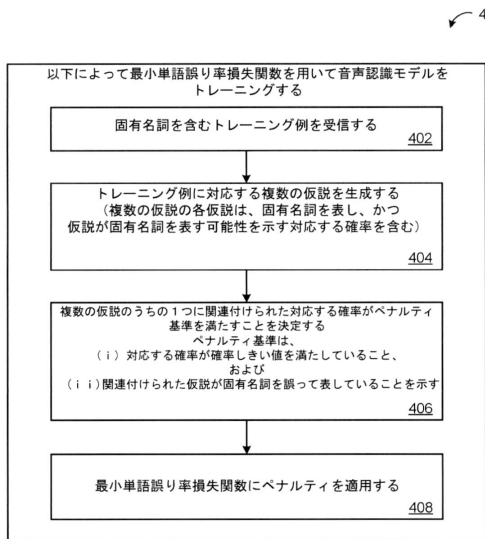 4
以下によって最小単語誤り率損失関数を用いて音声認識モデルを
トレーニングする
固有名詞を含むトレーニング例を受信する
402
トレーニング例に対応する複数の仮説を生成する
(複数の仮説の各仮説は、固有名詞を表し、かつ
仮説が固有名詞を表す可能性を示す対応する確率を含む)
404
複数の仮説のうちの1つに関連付けられた対応する確率がペナルティ
基準を満たすことを決定する
ペナルティ基準は、
(i)対応する確率が確率しきい値を満たしていること、
および
(ii)関連付けられた仮説が固有名詞を誤って表していることを示す
406
最小単語誤り率損失関数にペナルティを適用する
408